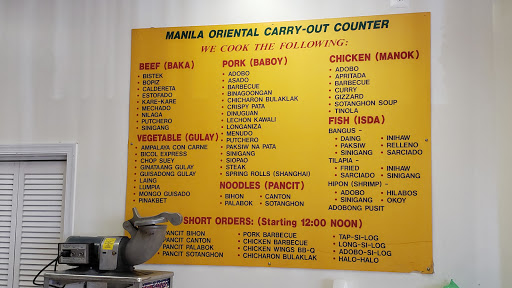 MANILA ORIENTAL CARRY-OUT COUNTER
WE COOK THE FOLLOWING:
BEEF (BAKA)
• BISTEK
• BOPIZ
• CALDERETA
• ESTOFADO
• KARE-KARE
• MECHADO
• NILAGA
• PUTCHERO
• SINIGANG
VEGETABLE (GULAY)
• AMPALAYA CON CARNE
• BICOL EXPRESS
• CHOP SUEY
• GINATAANG GULAY
• GUISADONG GULAY
• LAING
• LUMPIA
• MONGO GUISADO
• PINAKBET
PORK (BABOY)
• ADOBO
• ASADO
• BARBECUE
• BINAGOONGAN
• CHICHARON BULAKLAK
• CRISPY PATA
• DINUGUAN
• LECHON KAWALI
• LONGANIZA
• MENUDO
• PUTCHERO
• PAKSIW NA PATA
• SINIGANG
• SIOPAO
• STEAK
• SPRING ROLLS (SHANGHAI)
NOODLES (PANCIT)
• BIHON • CANTON
• PALABOK • SOTANGHON
CHICKEN (MANOK)
• ADOBO
• APRITADA
• BARBECUE
• CURRY
• GIZZARD
• SOTANGHON SOUP
• TINOLA
FISH (ISDA)
BANGUS -
• DAING • INIHAW
• PAKSIW • RELLENO
• SINIGANG • SARCIADO
TILAPIA -
• FRIED • INIHAW
• SARCIADO • SINIGANG
HIPON (SHRIMP) -
• ADOBO • HILABOS
• SINIGANG • OKOY
ADOBONG PUSIT
SHORT ORDERS: (Starting 12:00 NOON)
PANCIT BIHON
PANCIT CANTON
PANCIT PALABOK
PANCIT SOTANGHON
• PORK BARBECUE
• CHICKEN BARBECUE
• CHICKEN WINGS BB-Q
• CHICHARON BULAKLAK
• TAP-SI-LOG
• LONG-SI-LOG
• ADOBO-SI-LOG
• HALO-HALO